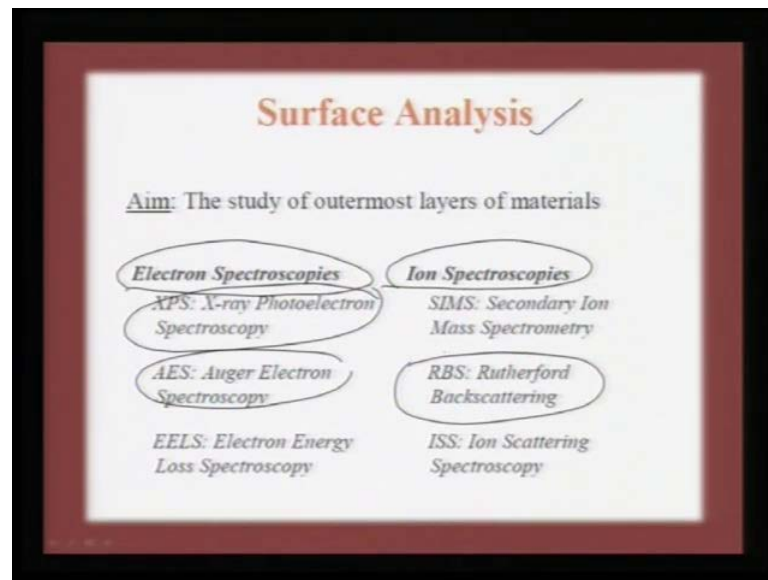 Surface Analysis
Aim: The study of outermost layers of materials
Electron Spectroscopies
XPS: X-ray Photoelectron
Spectroscopy
AES: Auger Electron
Spectroscopy
EELS: Electron Energy
Loss Spectroscopy
Ion Spectroscopies
SIMS: Secondary Ion
Mass Spectrometry
RBS: Rutherford
Backscattering
ISS: Ion Scattering
Spectroscopy